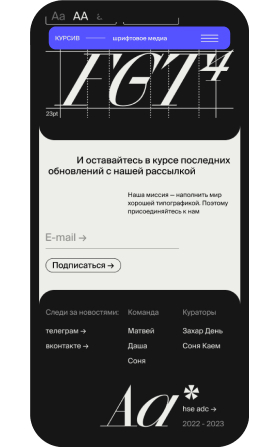 Aa AA
КУРСИВ шрифтовое медиа
FGT4
23pt
И оставайтесь в курсе последних
обновлений с нашей рассылкой
Наша миссия — наполнить мир
хорошей типографикой. Поэтому
присоединяйтесь к нам
E-mail →
Подписаться →
Следи за новостями: Команда Кураторы
телеграм → Матвей Захар День
вконтакте → Даша Соня Каем
Соня
Aa
hse adc →
2022 - 2023